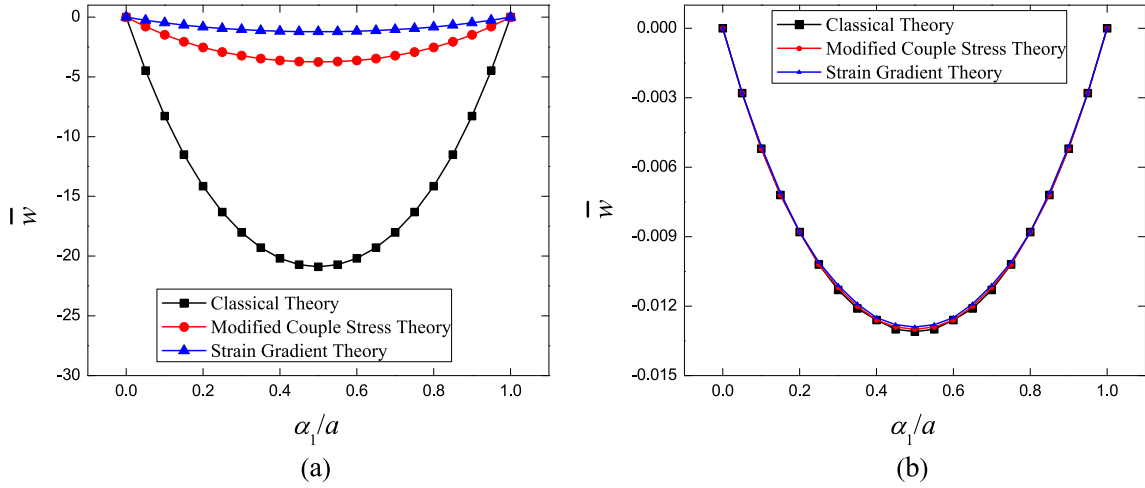 0
-5
-10
-15
-20
-25
-30
w̅
Classical Theory
Modified Couple Stress Theory
Strain Gradient Theory
0.0 0.2 0.4 0.6 0.8 1.0
α₁/a
(a)
0.000
-0.003
-0.006
-0.009
-0.012
-0.015
w̅
Classical Theory
Modified Couple Stress Theory
Strain Gradient Theory
0.0 0.2 0.4 0.6 0.8 1.0
α₁/a
(b)